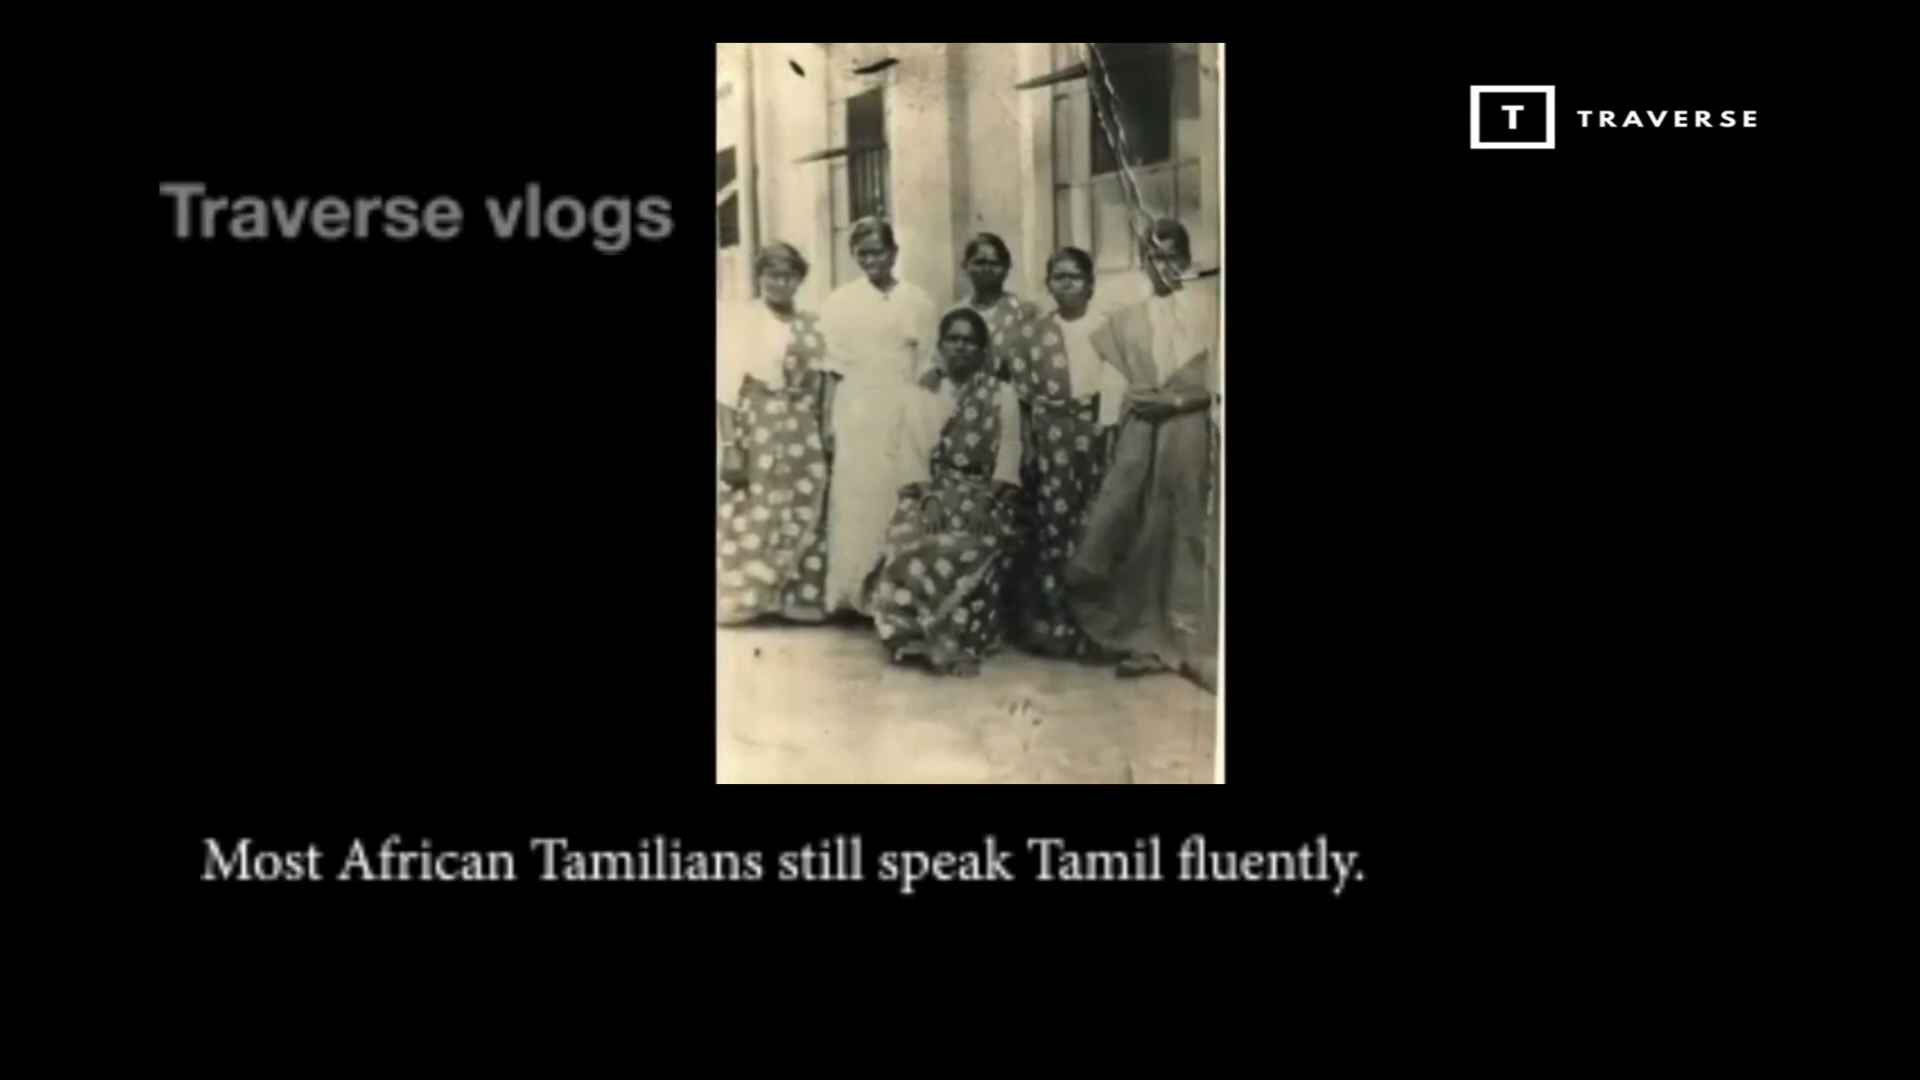 T TRAVERSE
Traverse vlogs
Most African Tamilians still speak Tamil fluently.